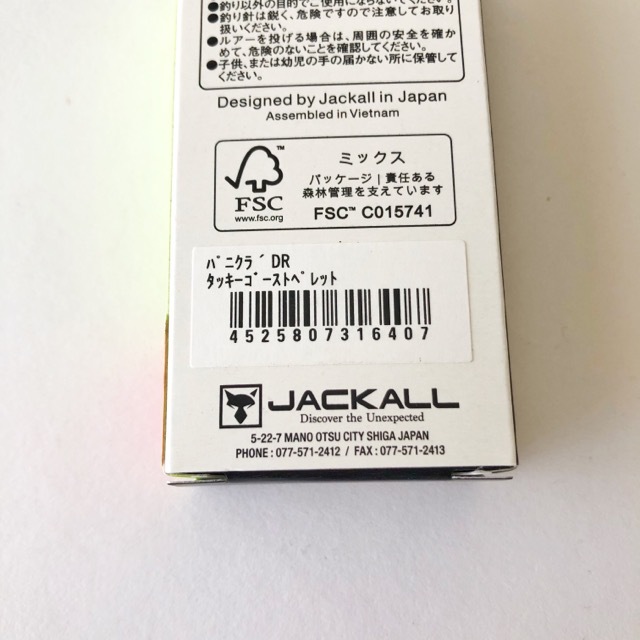 ●釣り以外の目的でご使用にならないでください。
●釣り針は鋭く、危険ですので注意してお取り
扱いください。
●ルアーを投げる場合は、周囲の安全を確か
めて、危険のないことを確認してください。
●子供、または幼児の手の届かない所に保管して
ください。
Designed by Jackall in Japan
Assembled in Vietnam
FSC
www.fsc.org
ミックス
パッケージ|責任ある
森林管理を支えています
FSC™ C015741
ﾊﾟﾆｸﾗ゛DR
ﾀｯｷｰｺﾞｰｽﾄﾍﾟﾚｯﾄ
4525807316407
JACKALL
Discover the Unexpected
5-22-7 MANO OTSU CITY SHIGA JAPAN
PHONE : 077-571-2412 / FAX : 077-571-2413